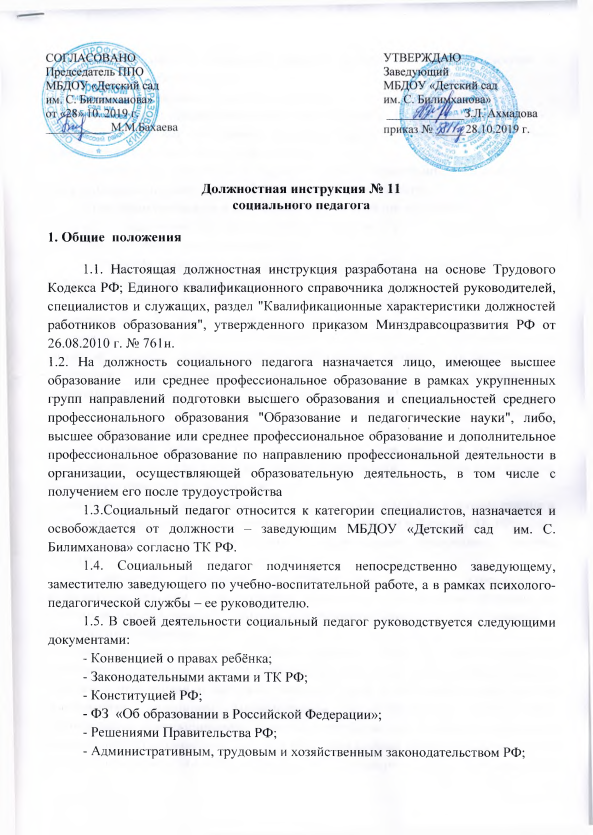 СОГЛАСОВАНО
Председатель ППО
МБДОУ «Детский сад
им. С. Билимханова»
от «28» 10. 2019 г.
М.М.Бахаева
УТВЕРЖДАЮ
Заведующий
МБДОУ «Детский сад
им. С. Билимханова»
З.Л. Ахмадова
приказ № 28.10.2019 г.
Должностная инструкция № 11
социального педагога
1. Общие положения
1.1. Настоящая должностная инструкция разработана на основе Трудового
Кодекса РФ; Единого квалификационного справочника должностей руководителей,
специалистов и служащих, раздел "Квалификационные характеристики должностей
работников образования", утвержденного приказом Минздравсоцразвития РФ от
26.08.2010 г. № 761н.
1.2. На должность социального педагога назначается лицо, имеющее высшее
образование или среднее профессиональное образование в рамках укрупненных
групп направлений подготовки высшего образования и специальностей среднего
профессионального образования "Образование и педагогические науки", либо,
высшее образование или среднее профессиональное образование и дополнительное
профессиональное образование по направлению профессиональной деятельности в
организации, осуществляющей образовательную деятельность, в том числе с
получением его после трудоустройства
1.3.Социальный педагог относится к категории специалистов, назначается и
освобождается от должности – заведующим МБДОУ «Детский сад им. С.
Билимханова» согласно ТК РФ.
1.4. Социальный педагог подчиняется непосредственно заведующему,
заместителю заведующего по учебно-воспитательной работе, а в рамках психолого-
педагогической службы – ее руководителю.
1.5. В своей деятельности социальный педагог руководствуется следующими
документами:
- Конвенцией о правах ребёнка;
- Законодательными актами и ТК РФ;
- Конституцией РФ;
- ФЗ «Об образовании в Российской Федерации»;
- Решениями Правительства РФ;
- Административным, трудовым и хозяйственным законодательством РФ;